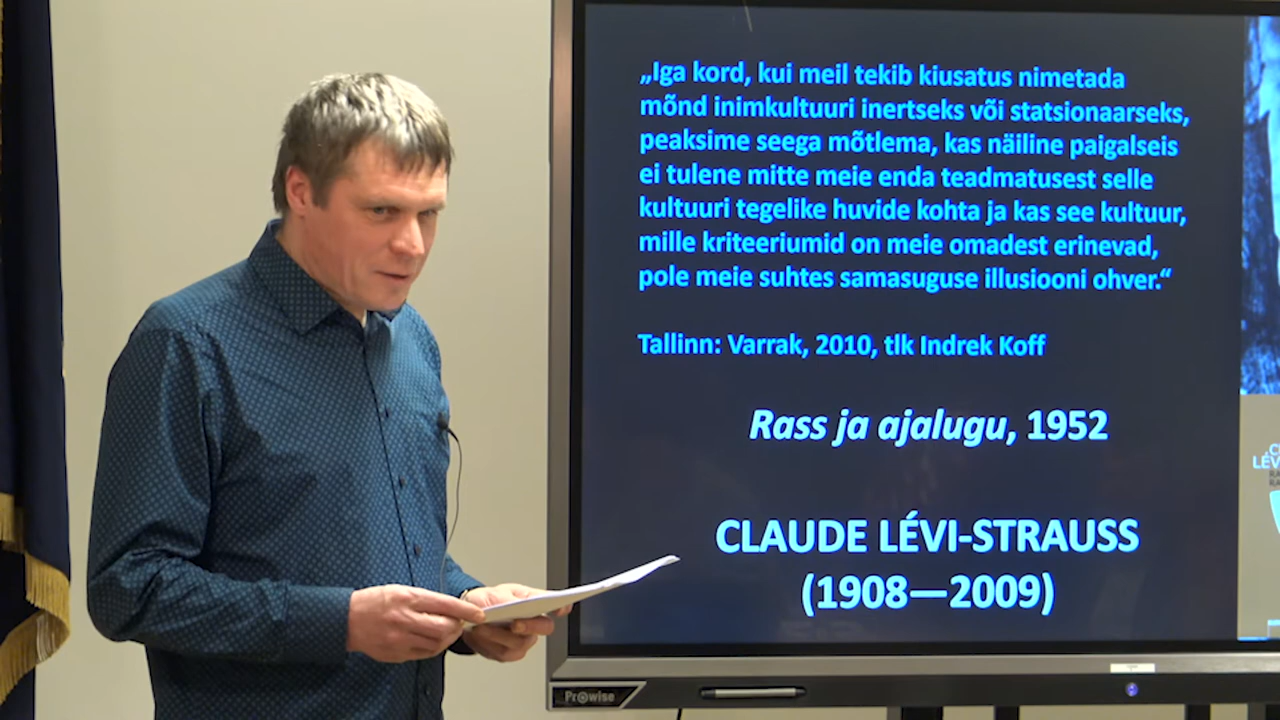 „Iga kord, kui meil tekib kiusatus nimetada
mõnd inimkultuuri inertseks või statsionaarseks,
peaksime seega mõtlema, kas näiline paigalseis
ei tulene mitte meie enda teadmatusest selle
kultuuri tegelike huvide kohta ja kas see kultuur,
mille kriteeriumid on meie omadest erinevad,
pole meie suhtes samasuguse illusiooni ohver.“
Tallinn: Varrak, 2010, tlk Indrek Koff
Rass ja ajalugu, 1952
CLAUDE LÉVI-STRAUSS
(1908—2009)
Prowise